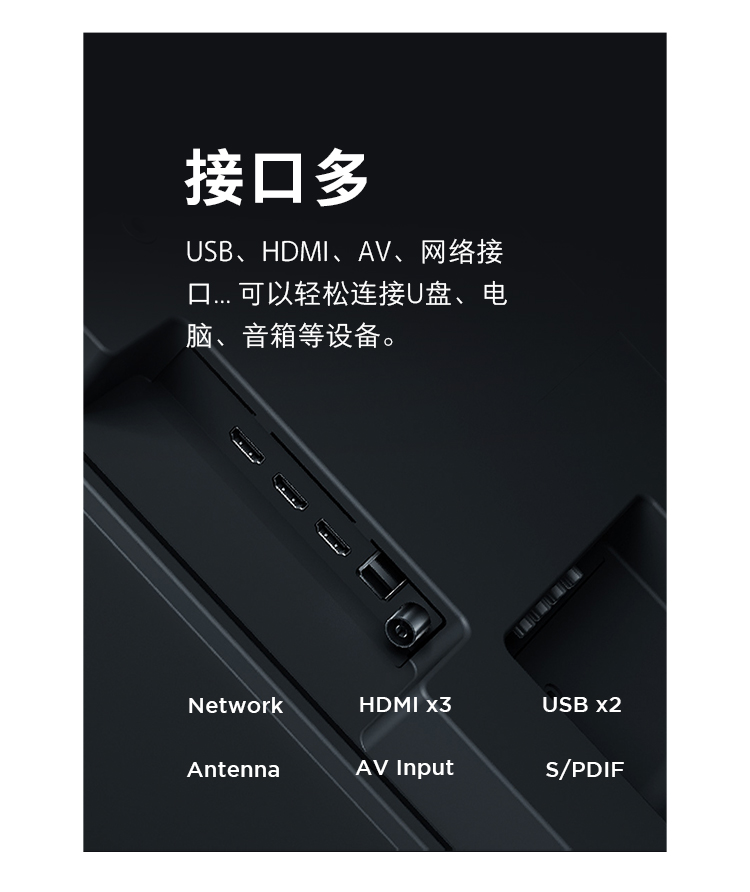 接口多
USB、HDMI、AV、网络接
口... 可以轻松连接U盘、电
脑、音箱等设备。
Network HDMI x3 USB x2
Antenna AV Input S/PDIF